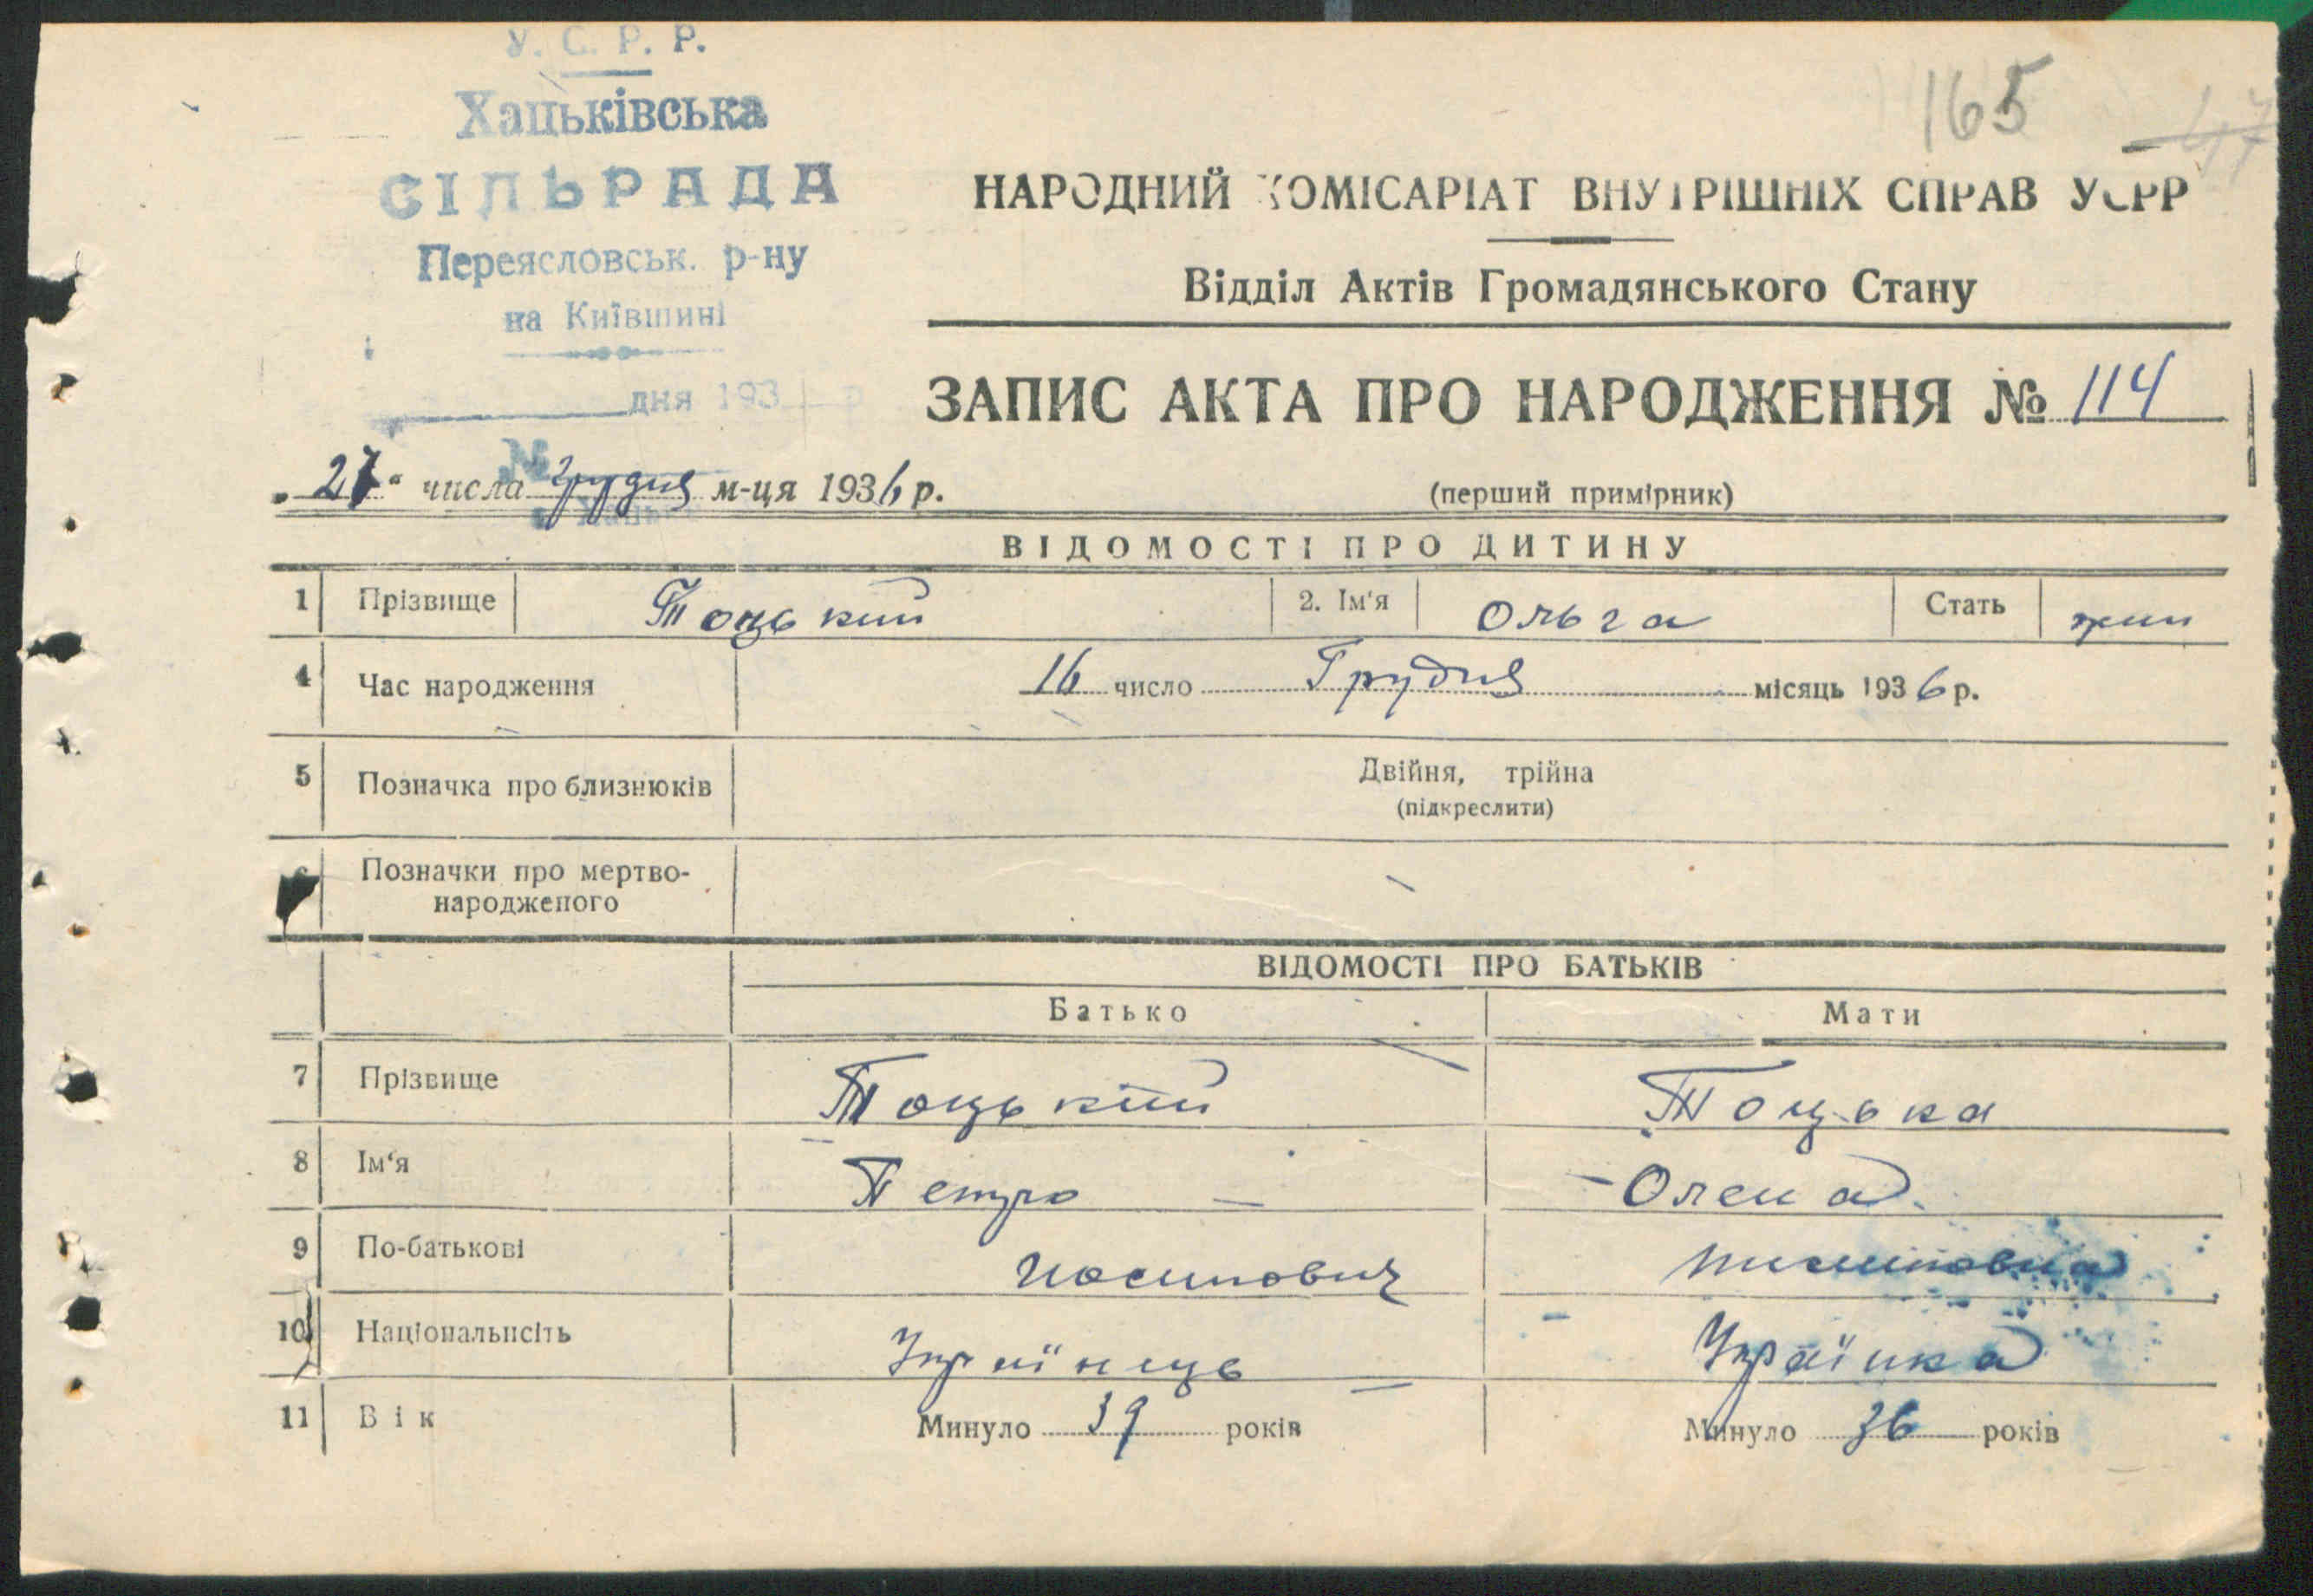 У. С. Р. Р.
Хацьківська
СІЛЬРАДА
Переясловськ. р-ну
на Київшині
дня 193 р
№
165
47
НАРОДНИЙ КОМІСАРІАТ ВНУТРІШНІХ СПРАВ УСРР
Відділ Актів Громадянського Стану
ЗАПИС АКТА ПРО НАРОДЖЕННЯ № 114
„27“ числа Грудня м-ця 1936 р.
(перший примірник)
ВІДОМОСТІ ПРО ДИТИНУ
1 Прізвище Тоцький 2. Ім'я Ольга Стать жин
4 Час народження 16 число Грудня місяць 1936 р.
5 Позначка про близнюків Двійня, трійна
(підкреслити)
6 Позначки про мертво-
народженого
ВІДОМОСТІ ПРО БАТЬКІВ
Батько Мати
7 Прізвище Тоцький Тоцька
8 Ім'я Петро Олена
9 По-батькові Иосипович
10 Національнсіть Українець Українка
11 Вік Минуло 39 років Минуло 36 років